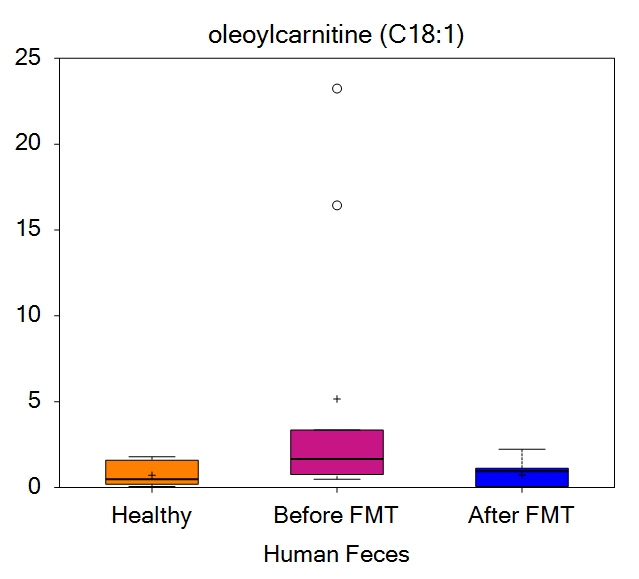 oleoylcarnitine (C18:1)
25
20
15
10
5
0
Healthy
Before FMT
After FMT
Human Feces